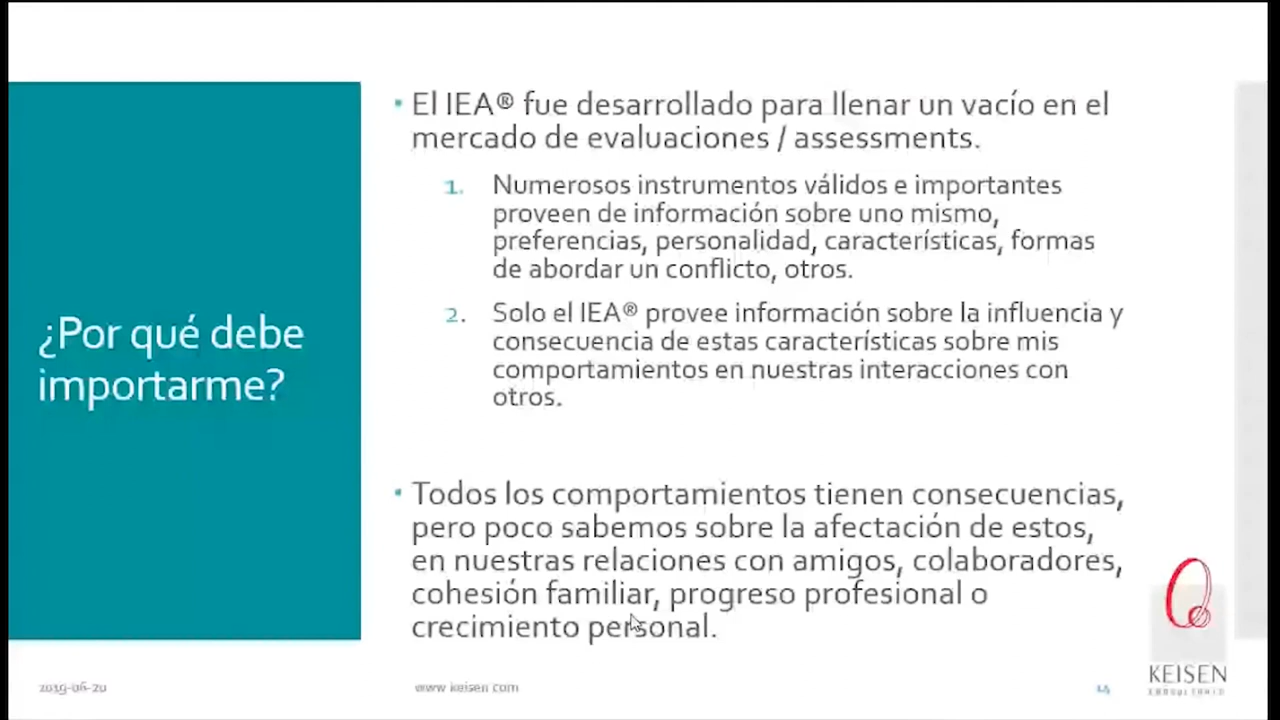 ¿Por qué debe
importarme?
▪ El IEA® fue desarrollado para llenar un vacío en el
mercado de evaluaciones / assessments.
1. Numerosos instrumentos válidos e importantes
proveen de información sobre uno mismo,
preferencias, personalidad, características, formas
de abordar un conflicto, otros.
2. Solo el IEA® provee información sobre la influencia y
consecuencia de estas características sobre mis
comportamientos en nuestras interacciones con
otros.
▪ Todos los comportamientos tienen consecuencias,
pero poco sabemos sobre la afectación de estos,
en nuestras relaciones con amigos, colaboradores,
cohesión familiar, progreso profesional o
crecimiento personal.
2019-06-20
www keisen com
14
KEISEN